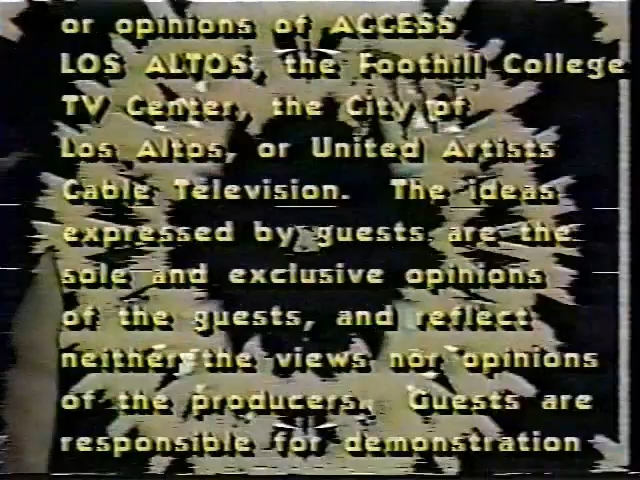 or opinions of ACCESS
LOS ALTOS, the Foothill College
TV Center, the City of
Los Altos, or United Artists
Cable Television. The ideas
expressed by guests are the
sole and exclusive opinions
of the guests, and reflect
neither the views nor opinions
of the producers. Guests are
responsible for demonstration